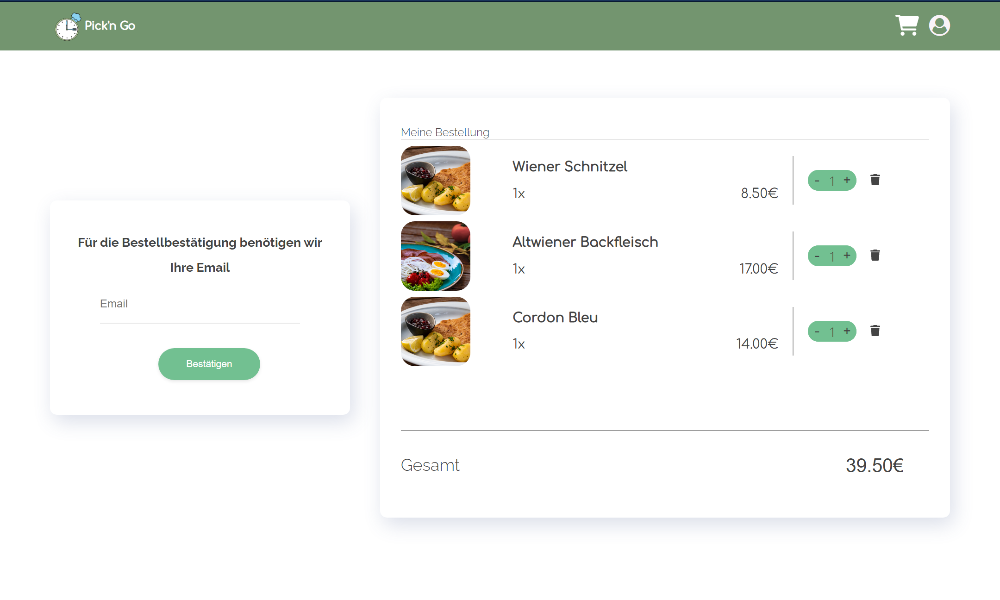 Pick'n Go
Für die Bestellbestätigung benötigen wir
Ihre Email
Email
Bestätigen
Meine Bestellung
Wiener Schnitzel
1x 8.50€
- 1 +
Altwiener Backfleisch
1x 17.00€
- 1 +
Cordon Bleu
1x 14.00€
- 1 +
Gesamt 39.50€